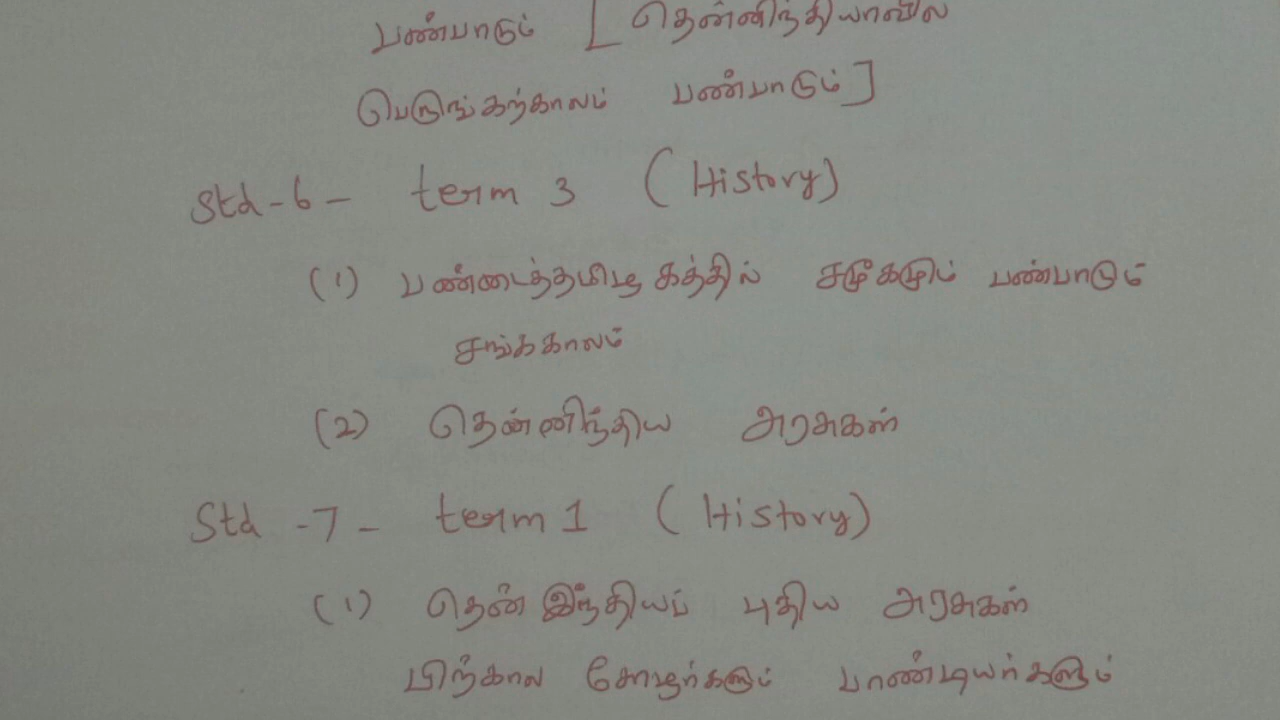 பண்பாடும் [ தென்னிந்தியாவில்
பெருங்கற்காலப் பண்பாடும்]
Std-6- term 3 (History)
(1) பண்டைத்தமிழகத்தில் சமூகமும் பண்பாடும்
சங்ககாலம்
(2) தென்னிந்திய அரசுகள்
Std -7- term 1 (History)
(1) தென் இந்தியப் புதிய அரசுகள்
பிற்கால சோழர்களும் பாண்டியர்களும்